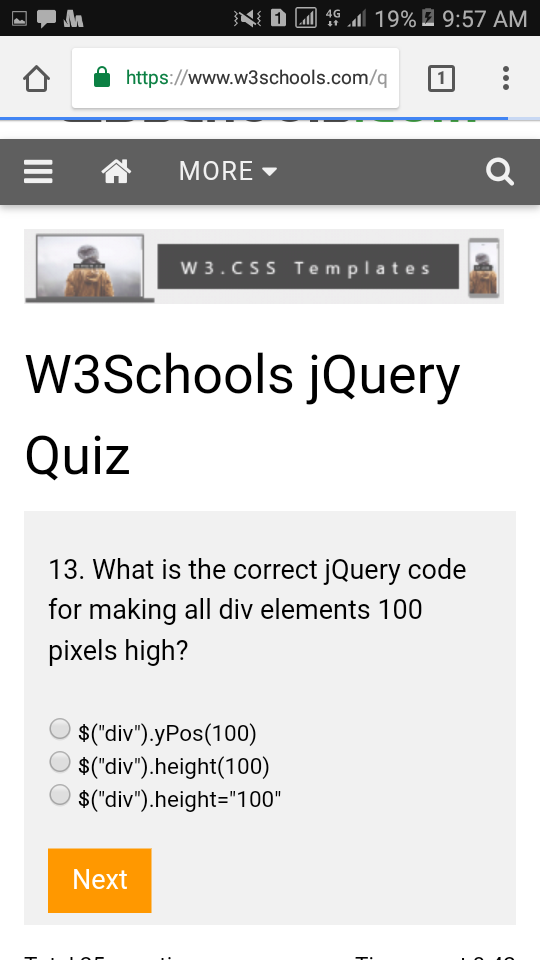 4G 19% 9:57 AM
https://www.w3schools.com/q
1
MORE
W3.CSS Templates
W3Schools jQuery
Quiz
13. What is the correct jQuery code
for making all div elements 100
pixels high?
$("div").yPos(100)
$("div").height(100)
$("div").height="100"
Next